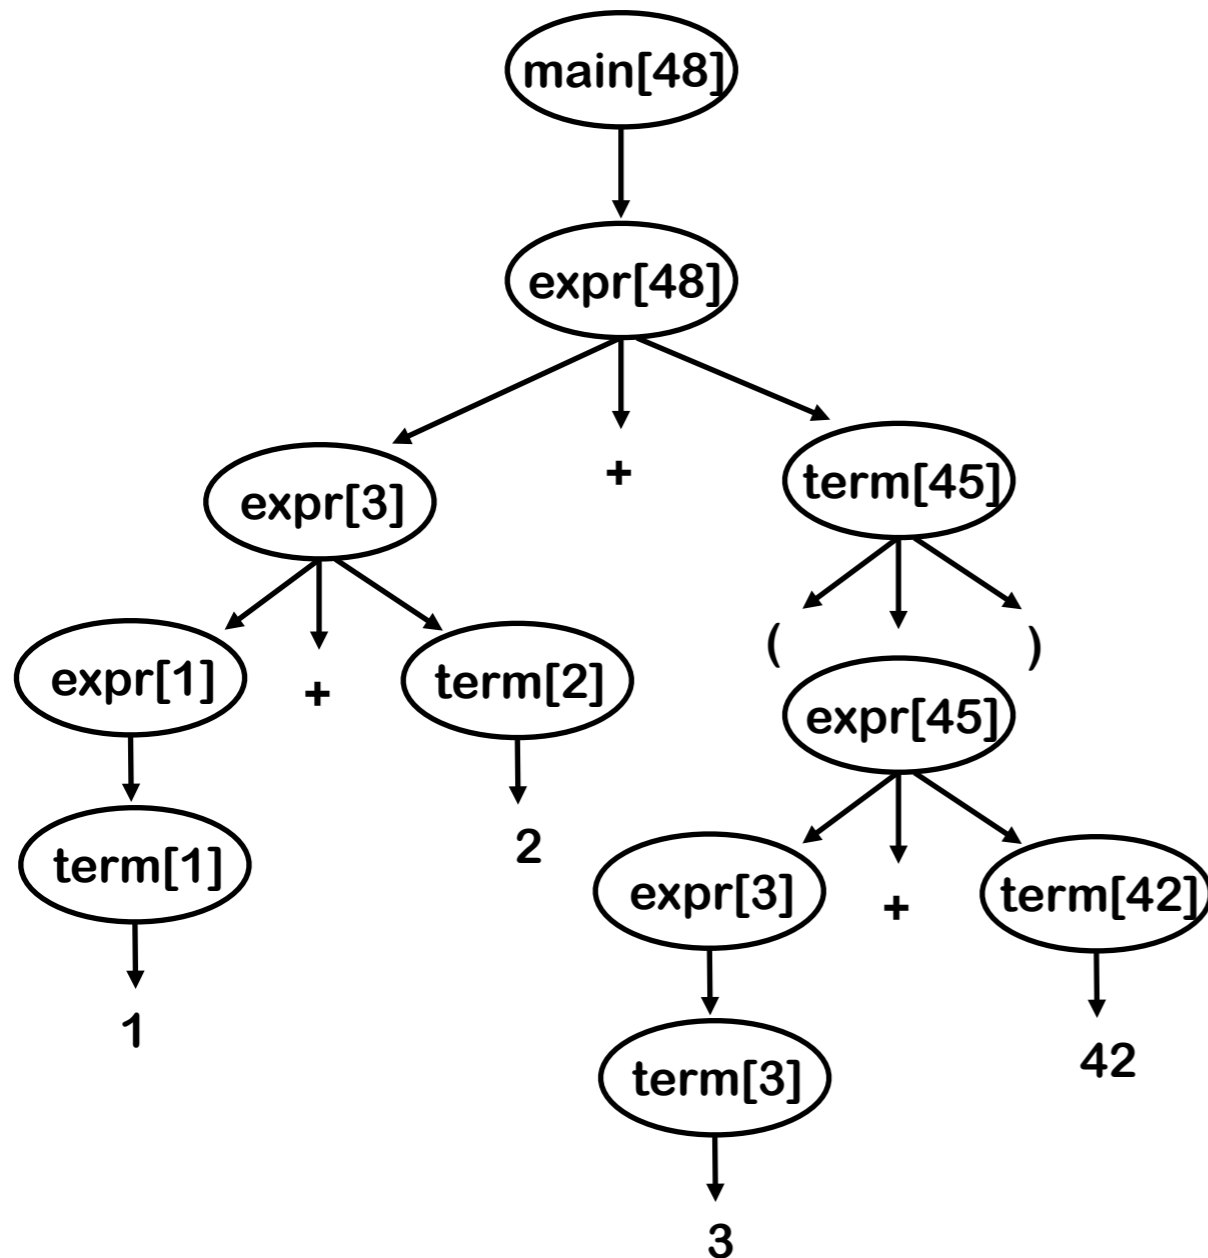 main[48]
expr[48]
expr[3]
+
term[45]
expr[1]
+
term[2]
(
)
expr[45]
term[1]
2
expr[3]
+
term[42]
1
term[3]
42
3